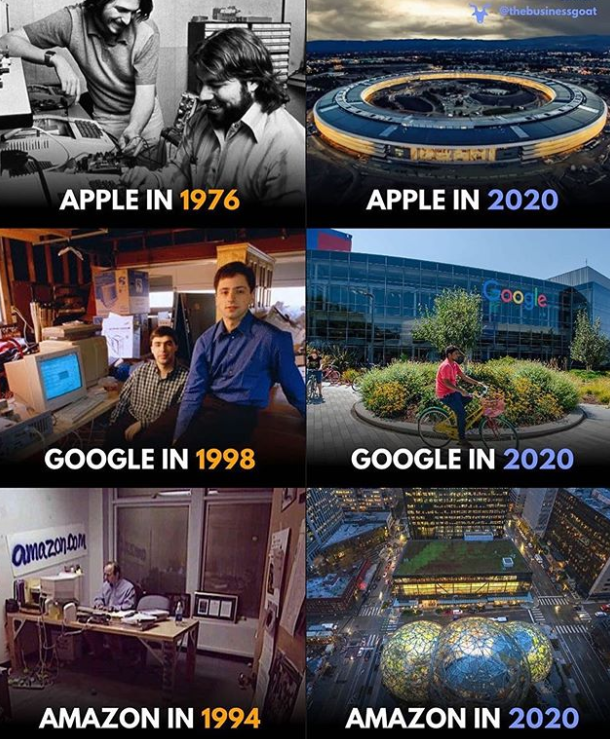 @thebusinessgoat
APPLE IN 1976
APPLE IN 2020
Google
GOOGLE IN 1998
GOOGLE IN 2020
amazon.com
AMAZON IN 1994
AMAZON IN 2020